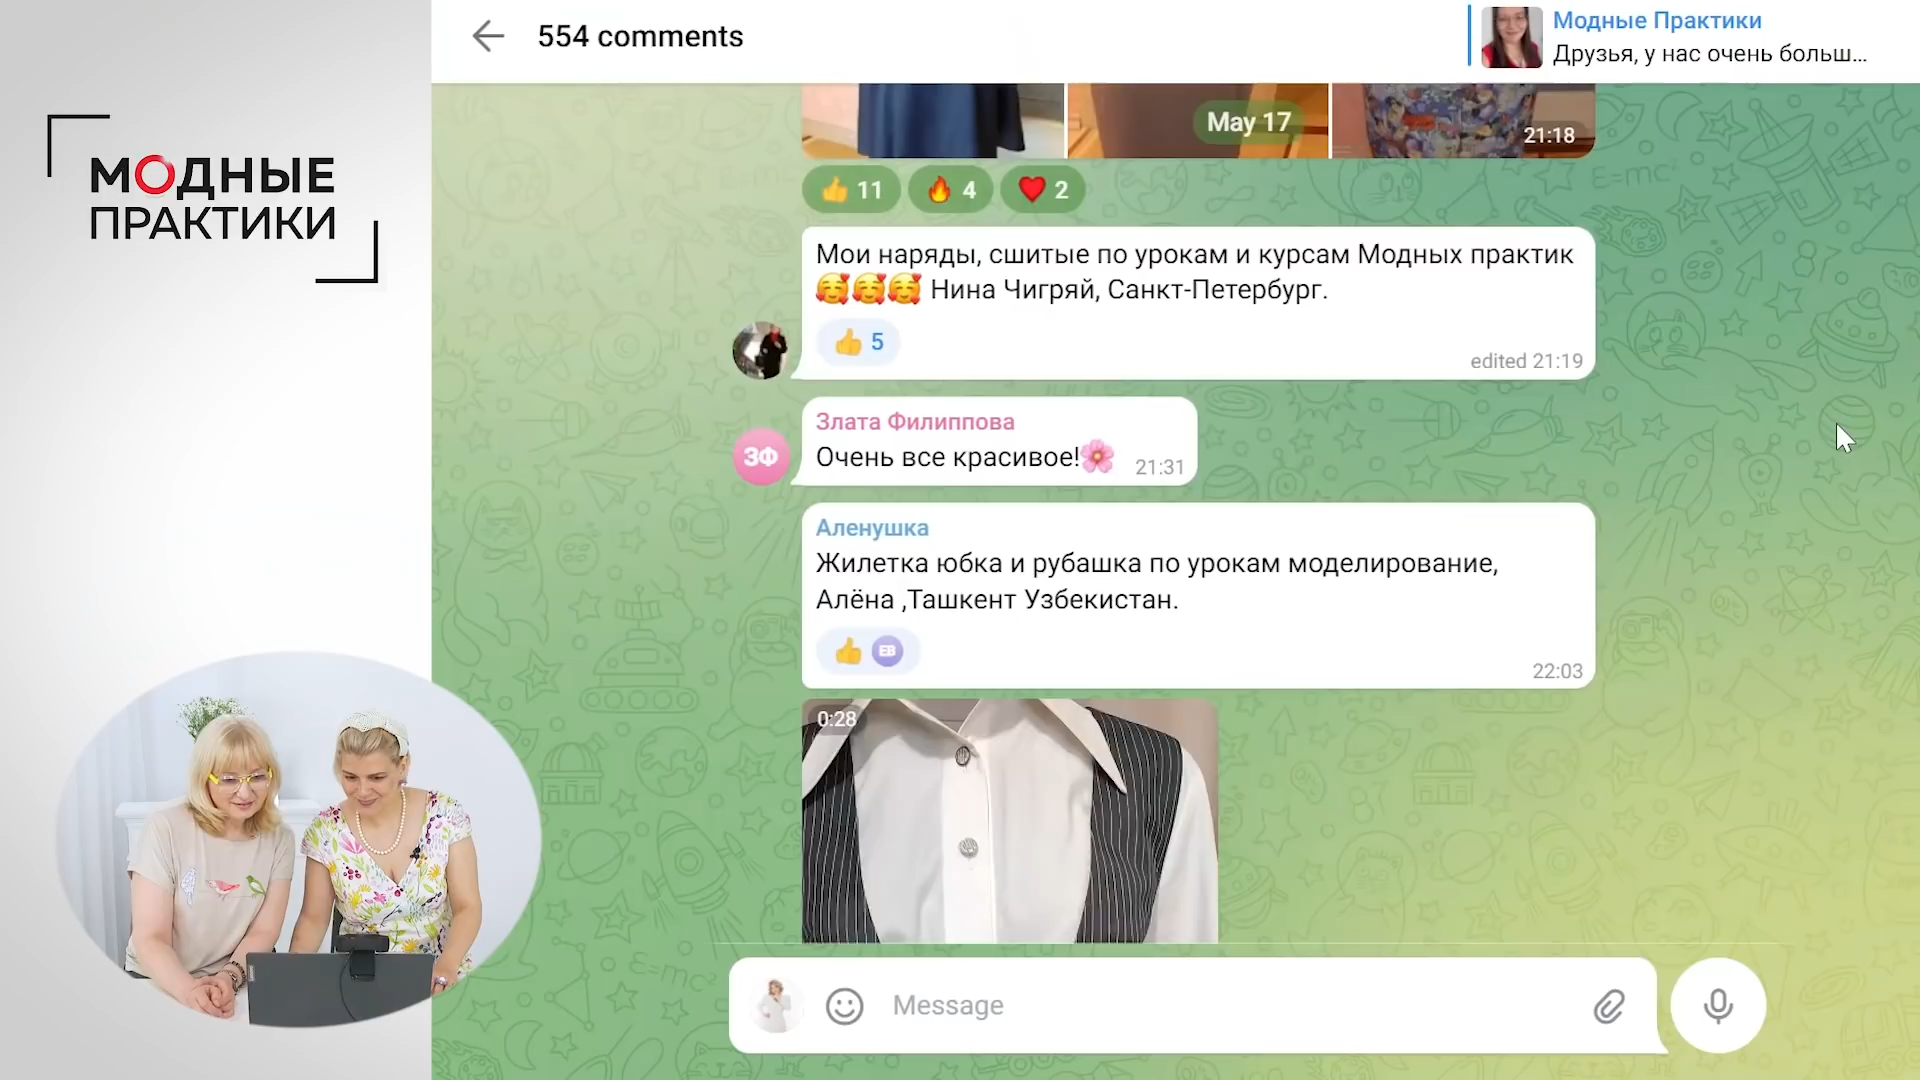 МОДНЫЕ
ПРАКТИКИ
554 comments
Модные Практики
Друзья, у нас очень больш...
May 17
21:18
11
4
2
Мои наряды, сшитые по урокам и курсам Модных практик
🥰🥰🥰 Нина Чигряй, Санкт-Петербург.
5
edited 21:19
ЗФ
Злата Филиппова
Очень все красивое!🌸
21:31
Аленушка
Жилетка юбка и рубашка по урокам моделирование,
Алёна ,Ташкент Узбекистан.
ЕВ
22:03
0:28
Message